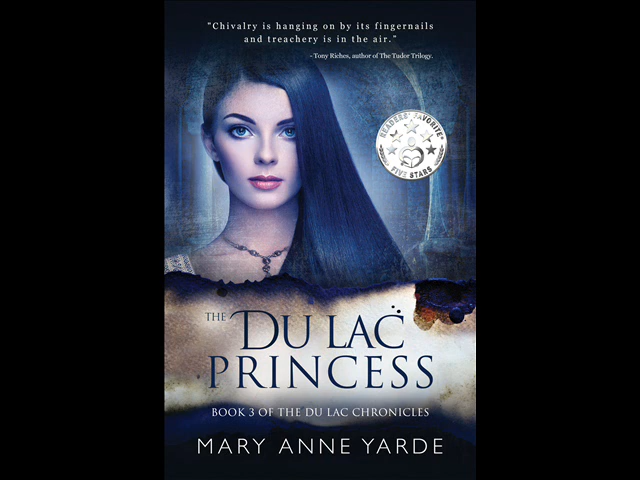 "Chivalry is hanging on by its fingernails
and treachery is in the air."
- Tony Riches, author of The Tudor Trilogy.
READERS' FAVORITE®
FIVE STARS
THE DU LAC
PRINCESS
BOOK 3 OF THE DU LAC CHRONICLES
MARY ANNE YARDE